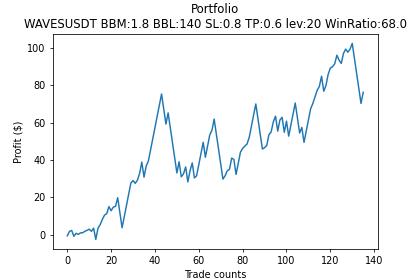 Portfolio
WAVESUSDT BBM:1.8 BBL:140 SL:0.8 TP:0.6 lev:20 WinRatio:68.0
100
80
60
40
20
0
Profit ($)
0 20 40 60 80 100 120 140
Trade counts